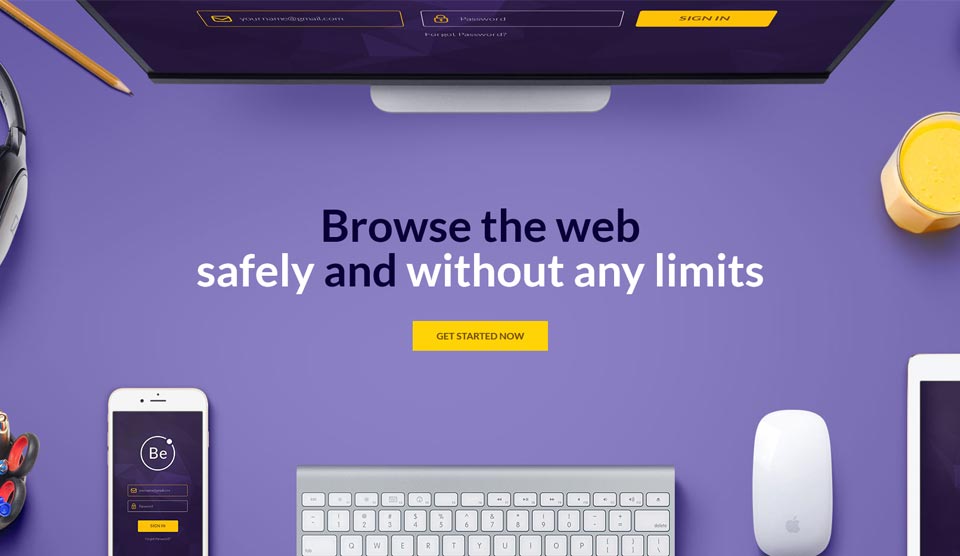 yourname@gmail.com
Password
SIGN IN
Forgot Password?
Browse the web
safely and without any limits
GET STARTED NOW
Be
yourname@gmail.com
Password
SIGN IN
Forgot Password?
~ ! @ # $ % ^ & * ( ) _ +
1 2 3 4 5 6 7 8 9 0 - = delete
tab Q W E R T Y U I O P